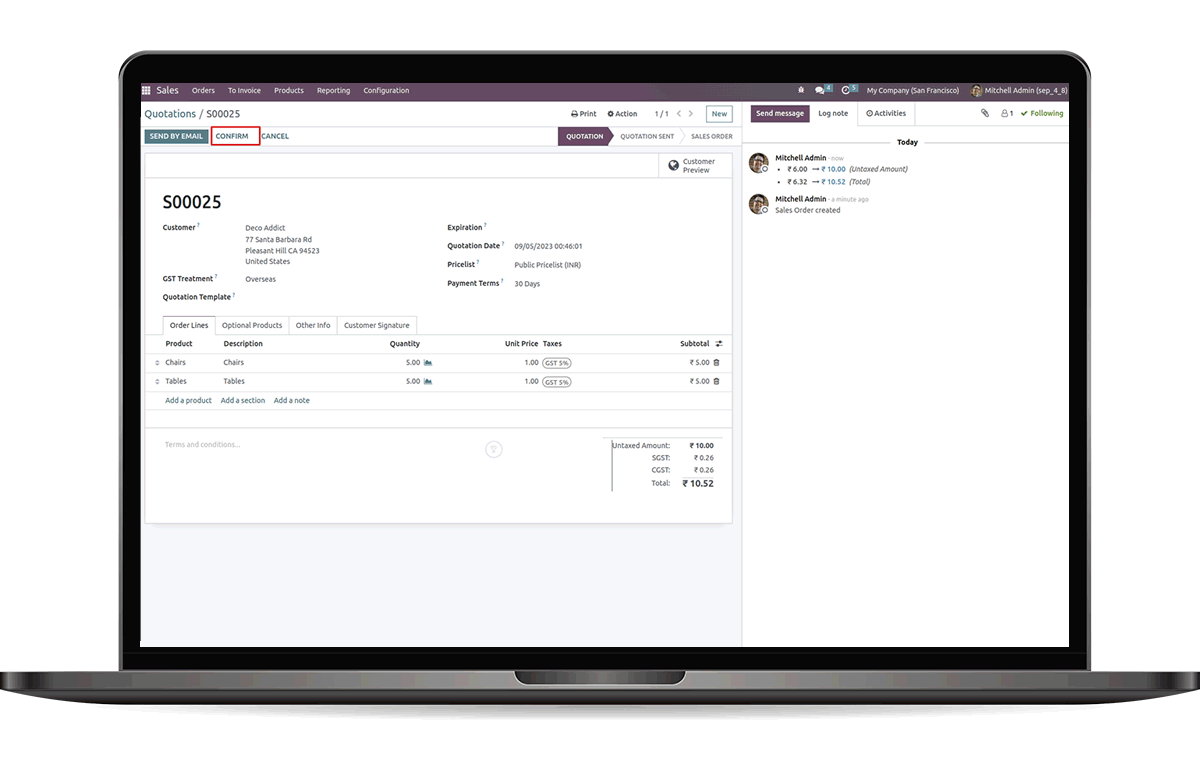 Sales Orders To Invoice Products Reporting Configuration 4 5 My Company (San Francisco) Mitchell Admin (sep_4_8)
Quotations / S00025 Print Action 1 / 1 New
SEND BY EMAIL CONFIRM CANCEL QUOTATION QUOTATION SENT SALES ORDER
Customer
Preview
S00025
Customer ? Deco Addict
77 Santa Barbara Rd
Pleasant Hill CA 94523
United States
GST Treatment ? Overseas
Quotation Template ?
Expiration ?
Quotation Date ? 09/05/2023 00:46:01
Pricelist ? Public Pricelist (INR)
Payment Terms ? 30 Days
Order Lines Optional Products Other Info Customer Signature
Product Description Quantity Unit Price Taxes Subtotal
Chairs Chairs 5.00 1.00 GST 5% ₹ 5.00
Tables Tables 5.00 1.00 GST 5% ₹ 5.00
Add a product Add a section Add a note
Terms and conditions...
Untaxed Amount: ₹ 10.00
SGST: ₹ 0.26
CGST: ₹ 0.26
Total: ₹ 10.52
Send message Log note Activities 1 Following
Today
Mitchell Admin - now
• ₹ 6.00 → ₹ 10.00 (Untaxed Amount)
• ₹ 6.32 → ₹ 10.52 (Total)
Mitchell Admin - a minute ago
Sales Order created